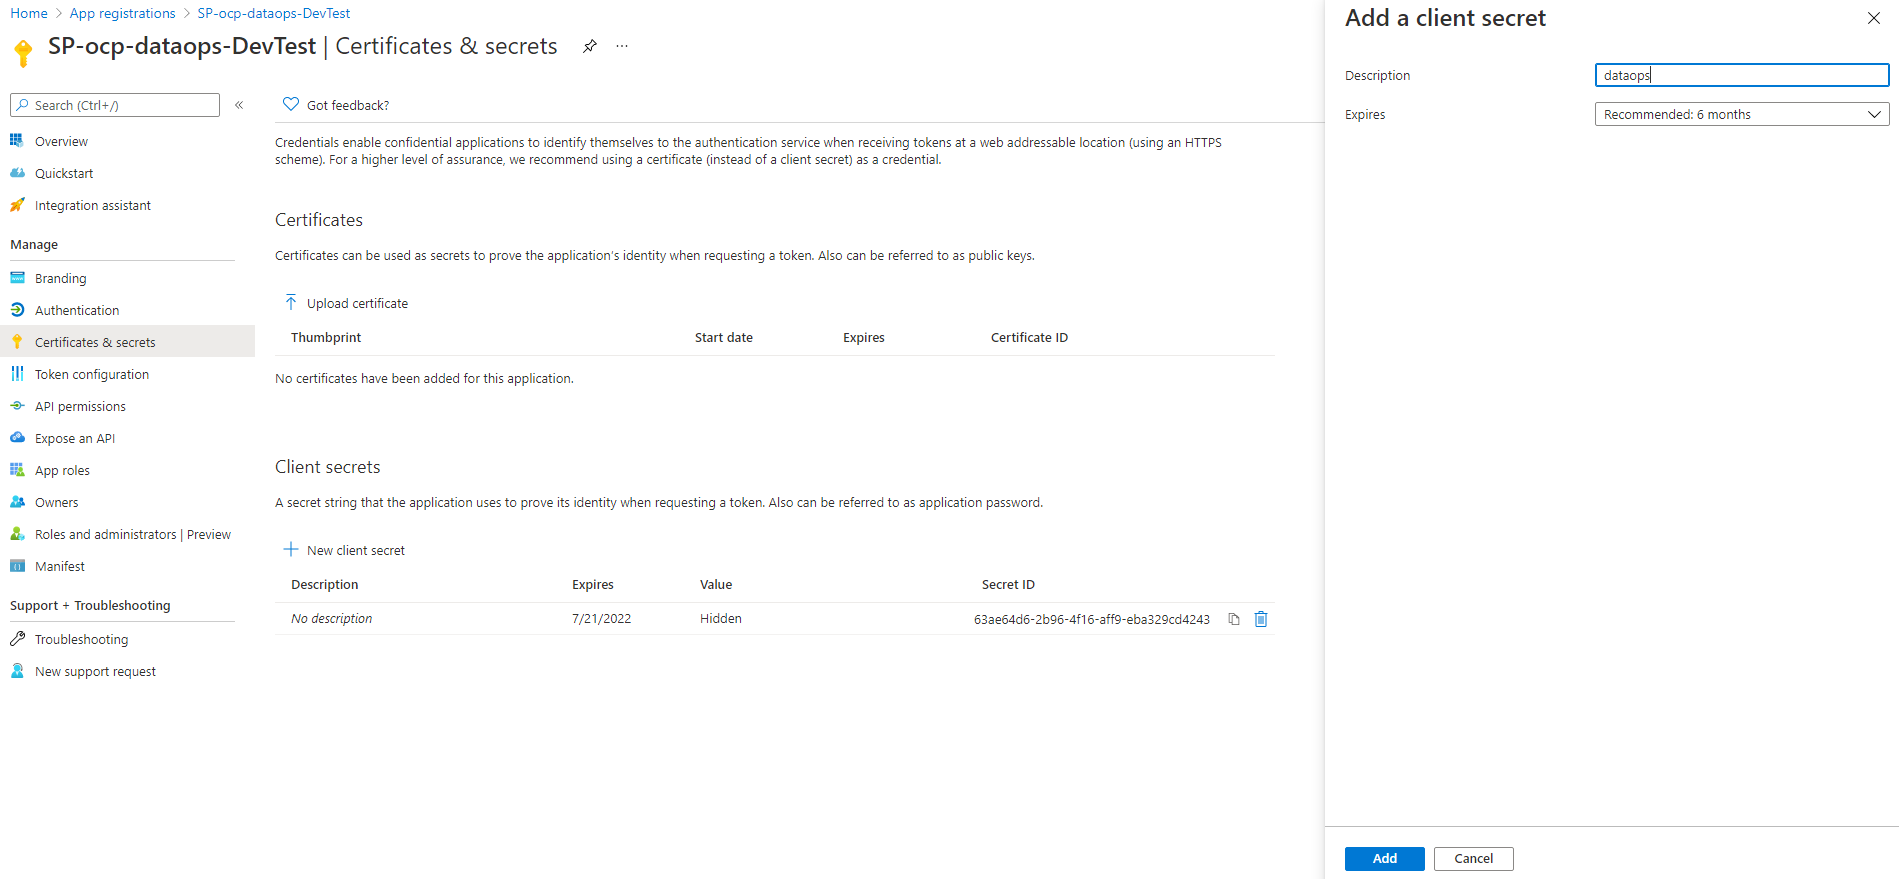 Home > App registrations > SP-ocp-dataops-DevTest
SP-ocp-dataops-DevTest | Certificates & secrets ...
Search (Ctrl+/) «
Overview
Quickstart
Integration assistant
Manage
Branding
Authentication
Certificates & secrets
Token configuration
API permissions
Expose an API
App roles
Owners
Roles and administrators | Preview
Manifest
Support + Troubleshooting
Troubleshooting
New support request
Got feedback?
Credentials enable confidential applications to identify themselves to the authentication service when receiving tokens at a web addressable location (using an HTTPS
scheme). For a higher level of assurance, we recommend using a certificate (instead of a client secret) as a credential.
Certificates
Certificates can be used as secrets to prove the application's identity when requesting a token. Also can be referred to as public keys.
Upload certificate
Thumbprint Start date Expires Certificate ID
No certificates have been added for this application.
Client secrets
A secret string that the application uses to prove its identity when requesting a token. Also can be referred to as application password.
New client secret
Description Expires Value Secret ID
No description 7/21/2022 Hidden 63ae64d6-2b96-4f16-aff9-eba329cd4243
Add a client secret
Description dataops
Expires Recommended: 6 months
Add Cancel